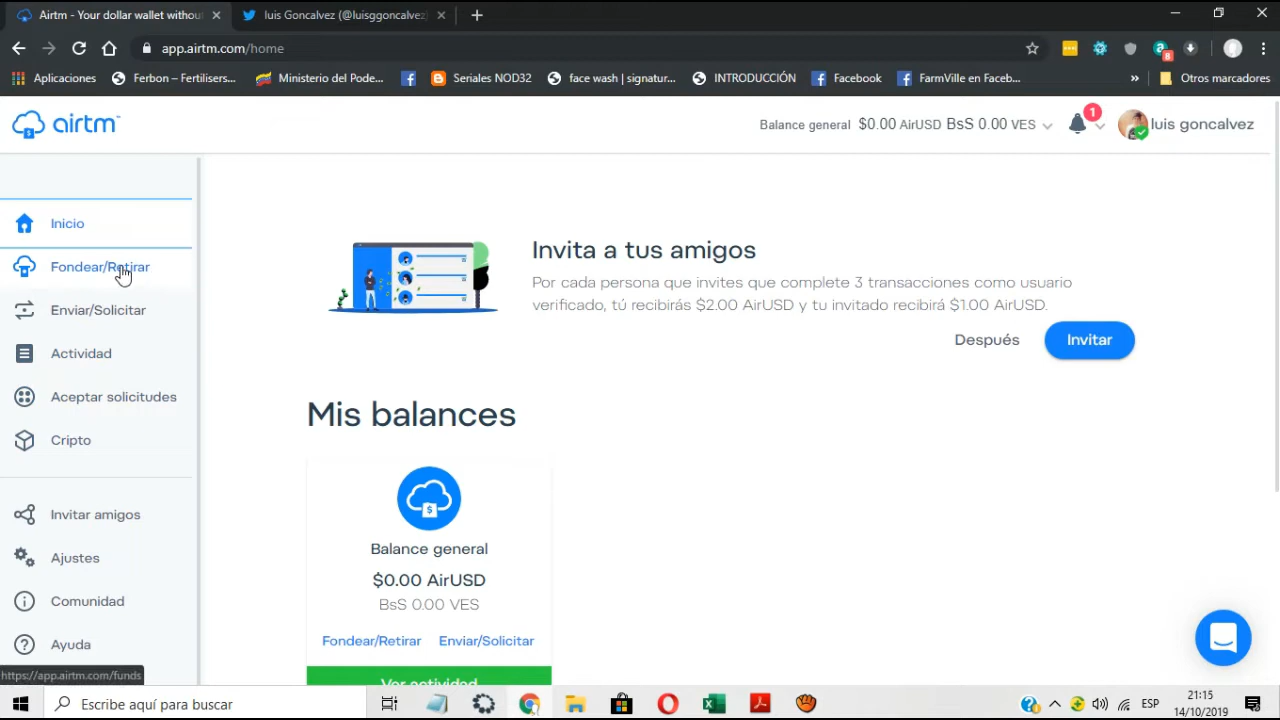 Airtm - Your dollar wallet withou
luis Goncalvez (@luisggoncalvez
app.airtm.com/home
8
Aplicaciones
Ferbon – Fertilisers...
Ministerio del Pode...
Seriales NOD32
face wash | signatur...
INTRODUCCIÓN
Facebook
FarmVille en Faceb...
»
Otros marcadores
airtm
Balance general $0.00 AirUSD BsS 0.00 VES
1
luis goncalvez
Inicio
Fondear/Retirar
Enviar/Solicitar
Actividad
Aceptar solicitudes
Cripto
Invitar amigos
Ajustes
Comunidad
Ayuda
https://app.airtm.com/funds
Invita a tus amigos
Por cada persona que invites que complete 3 transacciones como usuario
verificado, tú recibirás $2.00 AirUSD y tu invitado recibirá $1.00 AirUSD.
Después
Invitar
Mis balances
Balance general
$0.00 AirUSD
BsS 0.00 VES
Fondear/Retirar Enviar/Solicitar
Ver actividad
Escribe aquí para buscar
ESP
21:15
14/10/2019